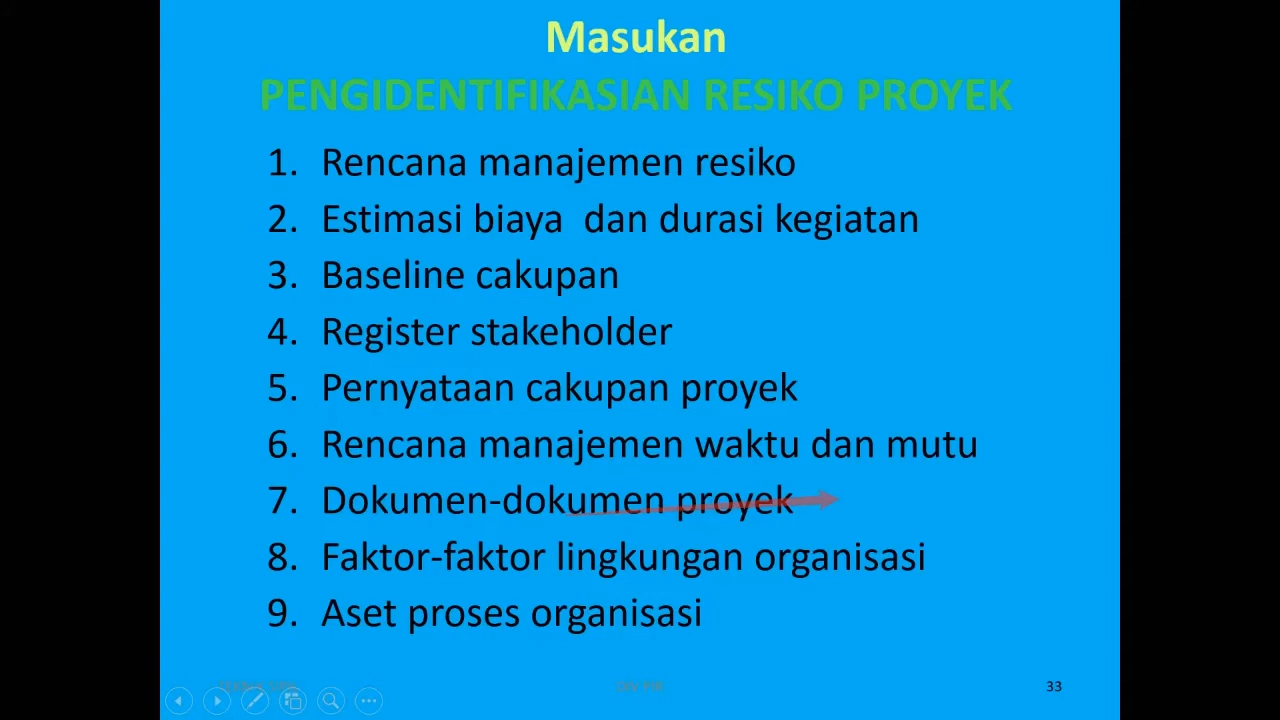 Masukan
PENGIDENTIFIKASIAN RESIKO PROYEK
1. Rencana manajemen resiko
2. Estimasi biaya dan durasi kegiatan
3. Baseline cakupan
4. Register stakeholder
5. Pernyataan cakupan proyek
6. Rencana manajemen waktu dan mutu
7. Dokumen-dokumen proyek
8. Faktor-faktor lingkungan organisasi
9. Aset proses organisasi
33